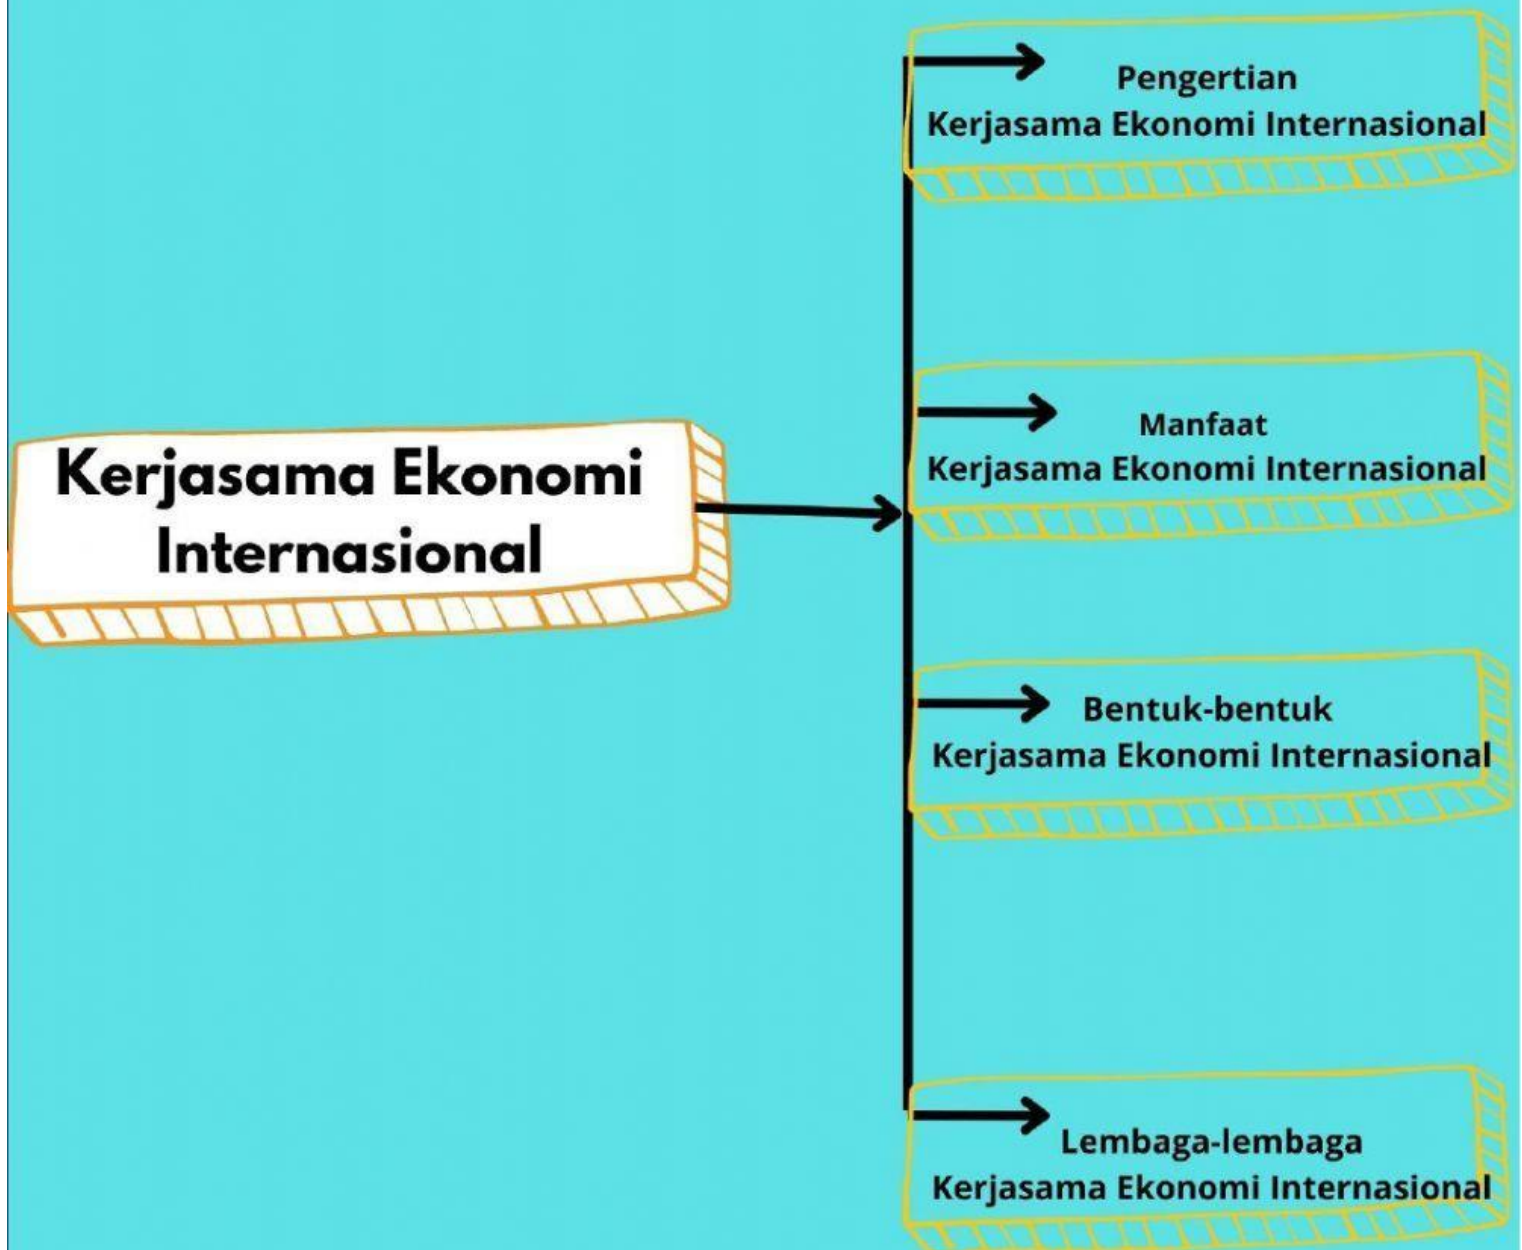 Kerjasama Ekonomi
Internasional
Pengertian
Kerjasama Ekonomi Internasional
Manfaat
Kerjasama Ekonomi Internasional
Bentuk-bentuk
Kerjasama Ekonomi Internasional
Lembaga-lembaga
Kerjasama Ekonomi Internasional